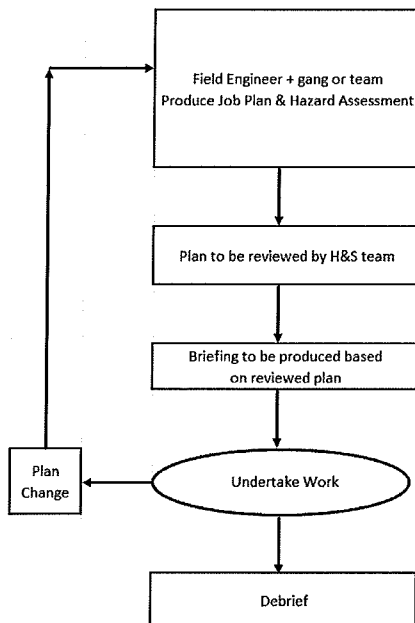 Field Engineer + gang or team
Produce Job Plan & Hazard Assessment
Plan to be reviewed by H&S team
Briefing to be produced based
on reviewed plan
Undertake Work
Plan
Change
Debrief